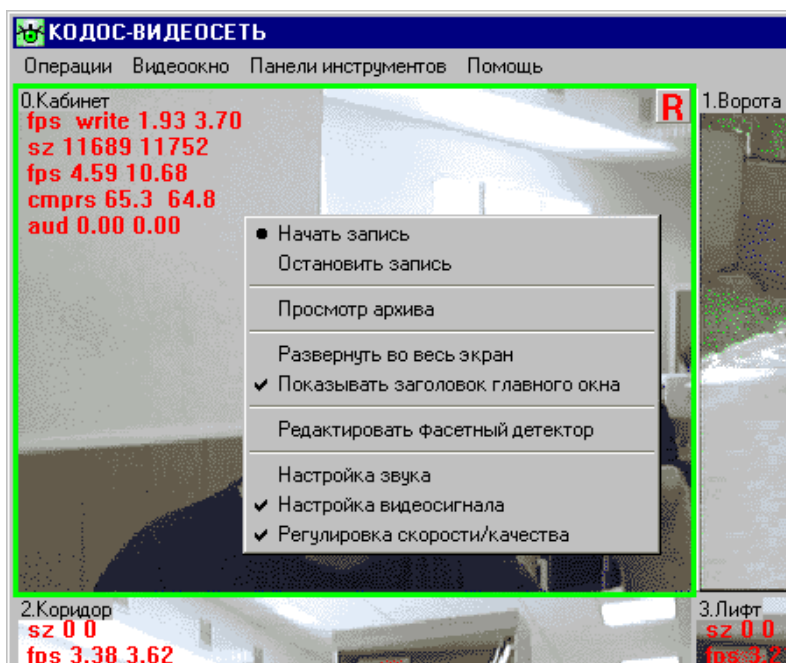 КОДОС-ВИДЕОСЕТЬ
Операции Видеоокно Панели инструментов Помощь
0.Кабинет
R
1.Ворота
fps write 1.93 3.70
sz 11689 11752
fps 4.59 10.68
cmprs 65.3 64.8
aud 0.00 0.00
Начать запись
Остановить запись
Просмотр архива
Развернуть во весь экран
Показывать заголовок главного окна
Редактировать фасетный детектор
Настройка звука
Настройка видеосигнала
Регулировка скорости/качества
2.Коридор
sz 0 0
fps 3.38 3.62
3.Лифт
sz 0 0
fps 3.2